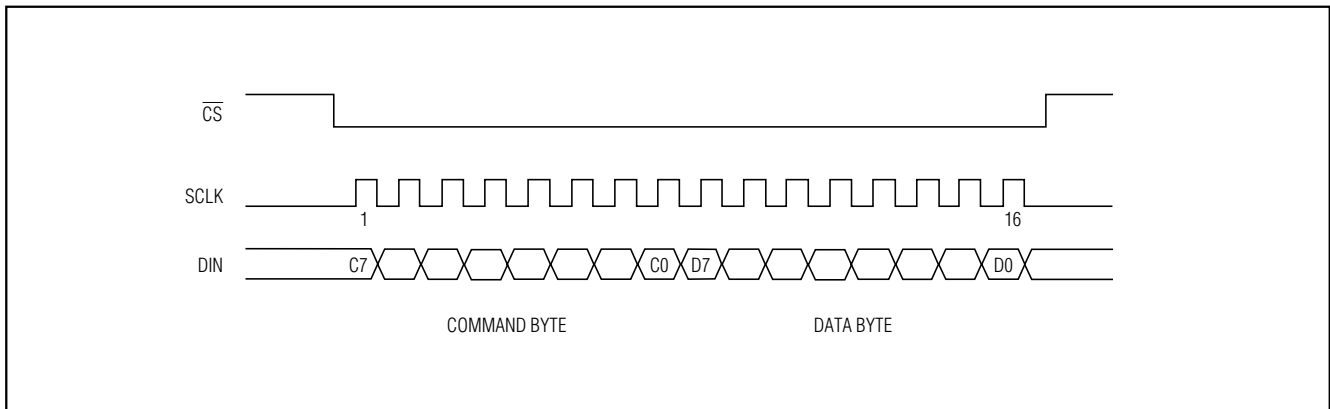 CS
SCLK
1 16
DIN C7 C0 D7 D0
COMMAND BYTE DATA BYTE